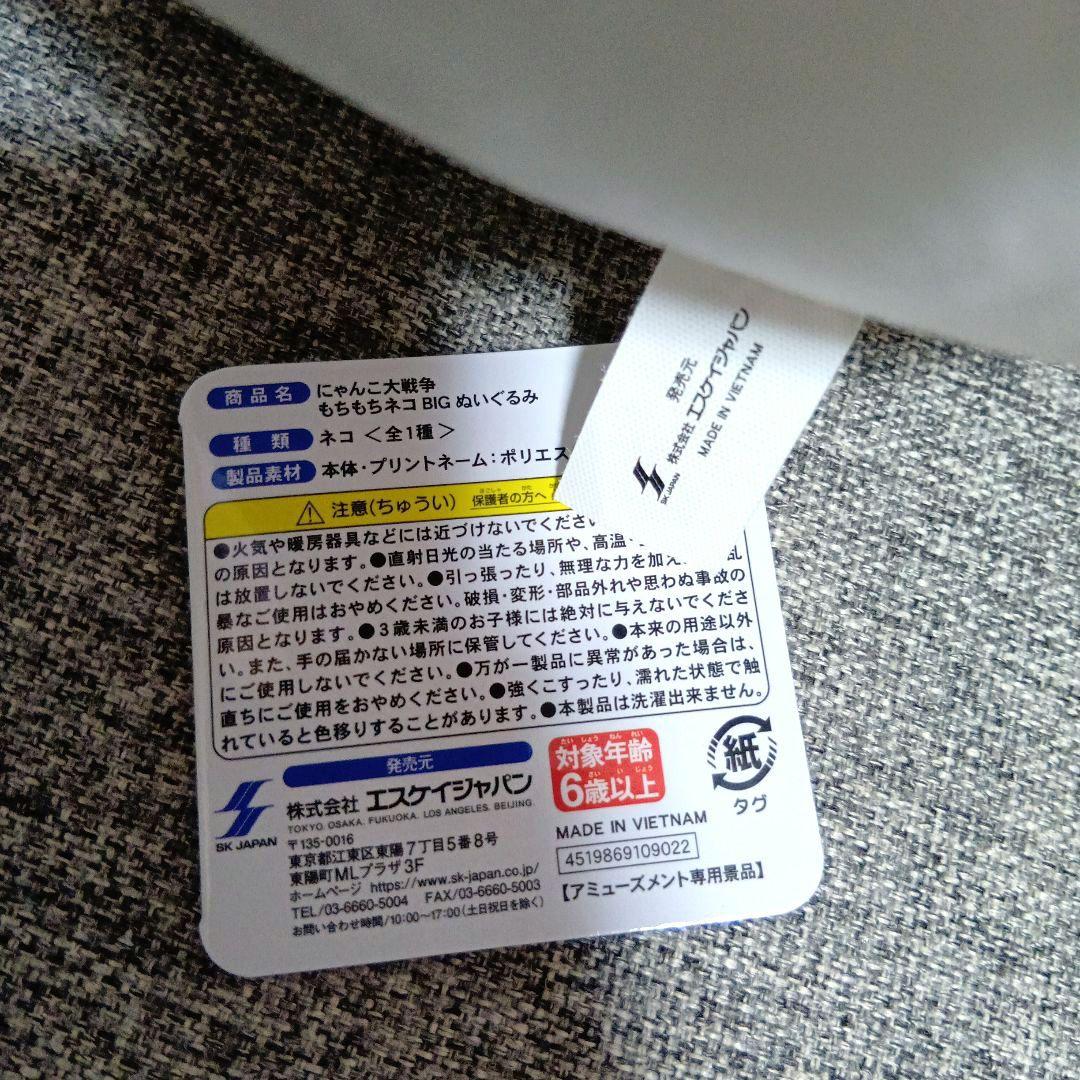 商品名 にゃんこ大戦争
もちもちネコ BIG ぬいぐるみ
種類 ネコ <全1種>
製品素材 本体・プリントネーム：ポリエス
注意(ちゅうい) 保護者の方へ
●火気や暖房器具などには近づけないでくださ
の原因となります。●直射日光の当たる場所や、高温・
は放置しないでください。●引っ張ったり、無理な力を加え 乱
暴なご使用はおやめください。破損・変形・部品外れや思わぬ事故の
原因となります。●3歳未満のお子様には絶対に与えないでくださ
い。また、手の届かない場所に保管してください。●本来の用途以外
にご使用しないでください。●万が一製品に異常があった場合は、
直ちにご使用をおやめください。●強くこすったり、濡れた状態で触
れていると色移りすることがあります。●本製品は洗濯出来ません。
発売元
SK JAPAN
株式会社 エスケイジャパン
TOKYO. OSAKA. FUKUOKA. LOS ANGELES. BEIJING.
〒135-0016
東京都江東区東陽7丁目5番8号
東陽町MLプラザ3F
ホームページ https://www.sk-japan.co.jp/
TEL/03-6660-5004 FAX/03-6660-5003
お問い合わせ時間/10:00〜17:00(土日祝日を除く)
たいしょうねんれい
対象年齢
さいいじょう
6歳以上
紙
タグ
MADE IN VIETNAM
4519869109022
【アミューズメント専用景品】
発売元
SK JAPAN
株式会社 エスケイジャパン
MADE IN VIETNAM